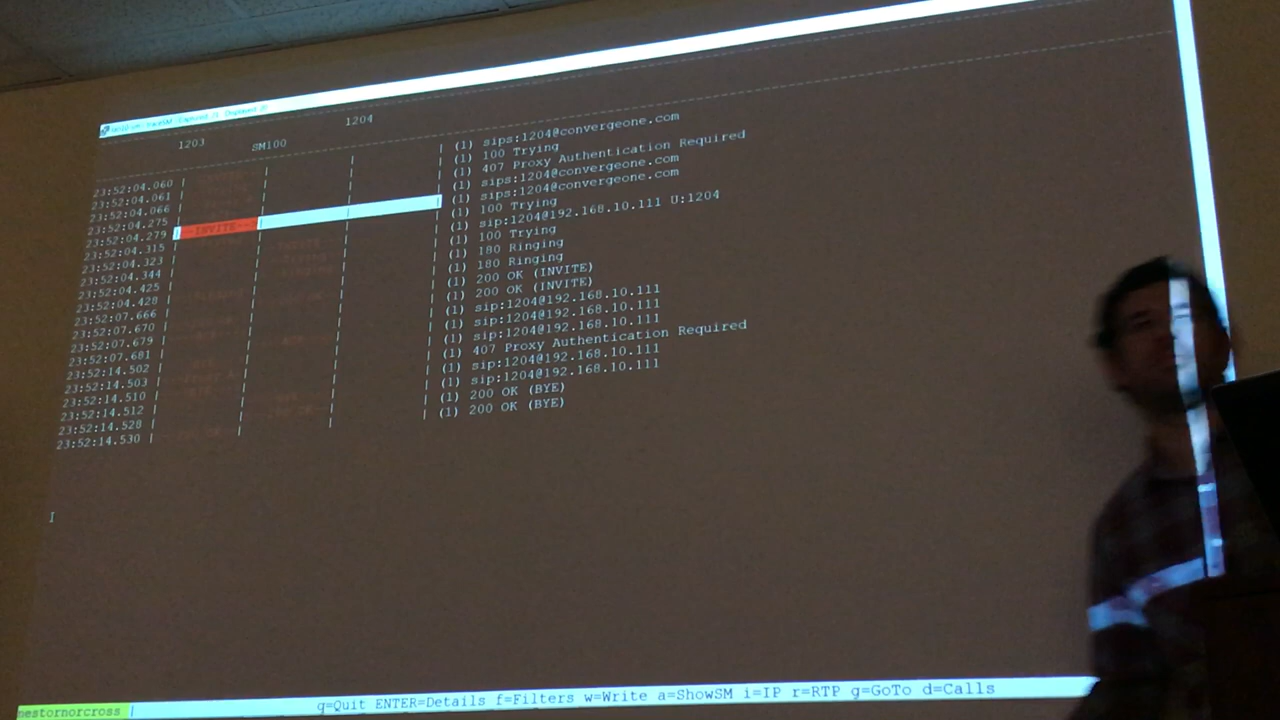 1203 SM100 1204
23:52:04.060 (1) sips:1204@convergeone.com
23:52:04.061 (1) 100 Trying
23:52:04.066 (1) 407 Proxy Authentication Required
23:52:04.275 (1) sips:1204@convergeone.com
23:52:04.279 --INVITE-- (1) sips:1204@convergeone.com
23:52:04.315 (1) 100 Trying
23:52:04.323 (1) sip:1204@192.168.10.111 U:1204
23:52:04.344 (1) 100 Trying
23:52:04.425 (1) 180 Ringing
23:52:04.428 (1) 180 Ringing
23:52:07.666 (1) 200 OK (INVITE)
23:52:07.670 (1) 200 OK (INVITE)
23:52:07.679 (1) sip:1204@192.168.10.111
23:52:07.681 (1) sip:1204@192.168.10.111
23:52:14.502 (1) sip:1204@192.168.10.111
23:52:14.503 (1) 407 Proxy Authentication Required
23:52:14.510 (1) sip:1204@192.168.10.111
23:52:14.512 (1) sip:1204@192.168.10.111
23:52:14.528 (1) 200 OK (BYE)
23:52:14.530 (1) 200 OK (BYE)
nestornorcross q=Quit ENTER=Details f=Filters w=Write a=ShowSM i=IP r=RTP g=GoTo d=Calls